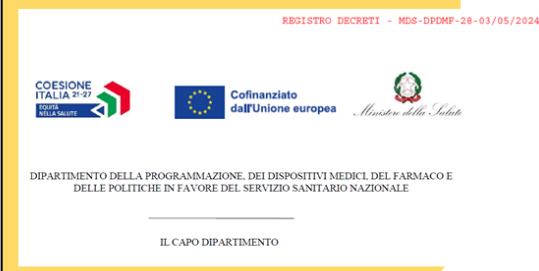 REGISTRO DECRETI - MDS-DPDMF-28-03/05/2024
COESIONE
ITALIA 21-27
EQUITÀ
NELLA SALUTE
Cofinanziato
dall'Unione europea
Ministero della Salute
DIPARTIMENTO DELLA PROGRAMMAZIONE, DEI DISPOSITIVI MEDICI, DEL FARMACO E
DELLE POLITICHE IN FAVORE DEL SERVIZIO SANITARIO NAZIONALE
IL CAPO DIPARTIMENTO